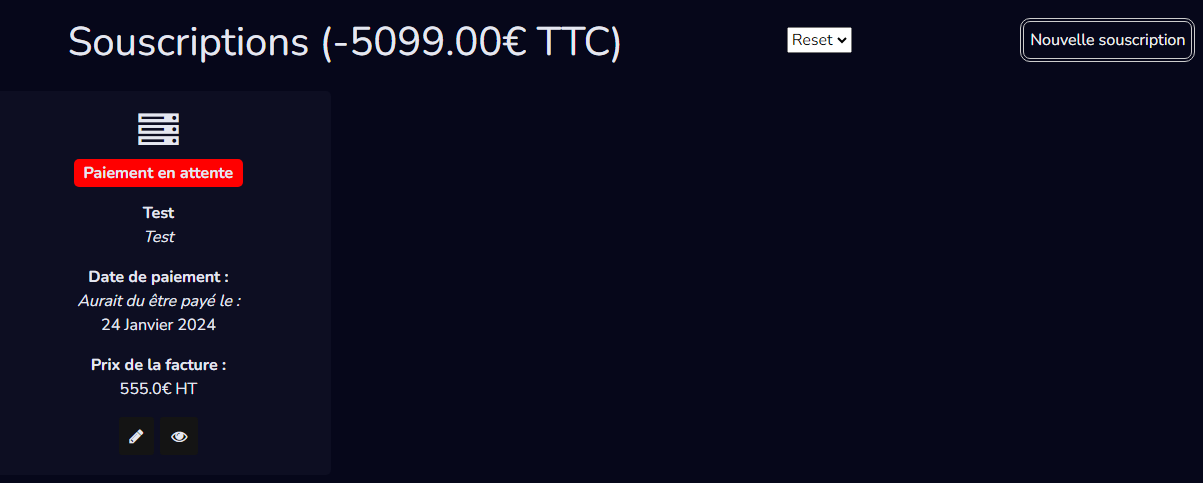 Souscriptions (-5099.00€ TTC)
Reset
Nouvelle souscription
Paiement en attente
Test
Test
Date de paiement :
Aurait du être payé le :
24 Janvier 2024
Prix de la facture :
555.0€ HT